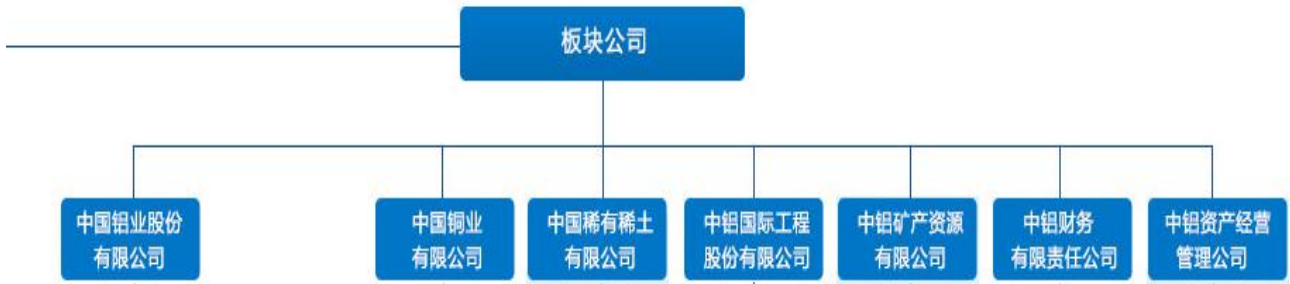 板块公司
中国铝业股份
有限公司
中国铜业
有限公司
中国稀有稀土
有限公司
中铝国际工程
股份有限公司
中铝矿产资源
有限公司
中铝财务
有限责任公司
中铝资产经营
管理公司